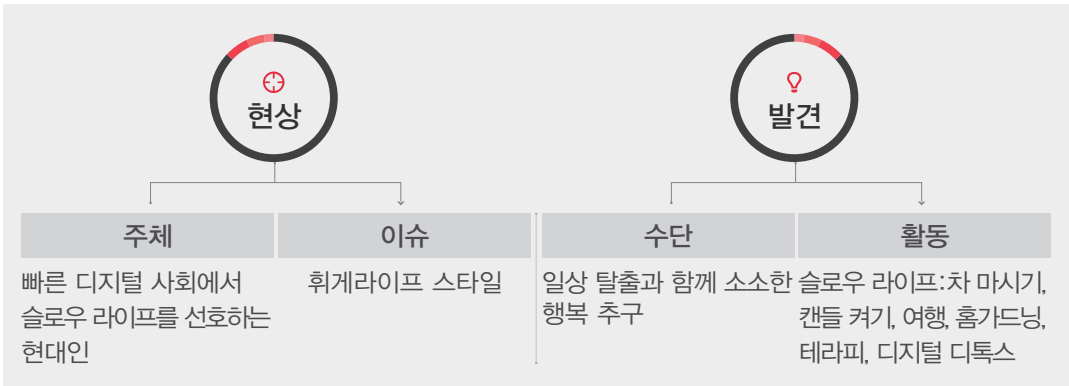 현상
주체
빠른 디지털 사회에서
슬로우 라이프를 선호하는
현대인
이슈
휘게라이프 스타일
발견
수단
일상 탈출과 함께 소소한
행복 추구
활동
슬로우 라이프:차 마시기,
캔들 켜기, 여행, 홈가드닝,
테라피, 디지털 디톡스